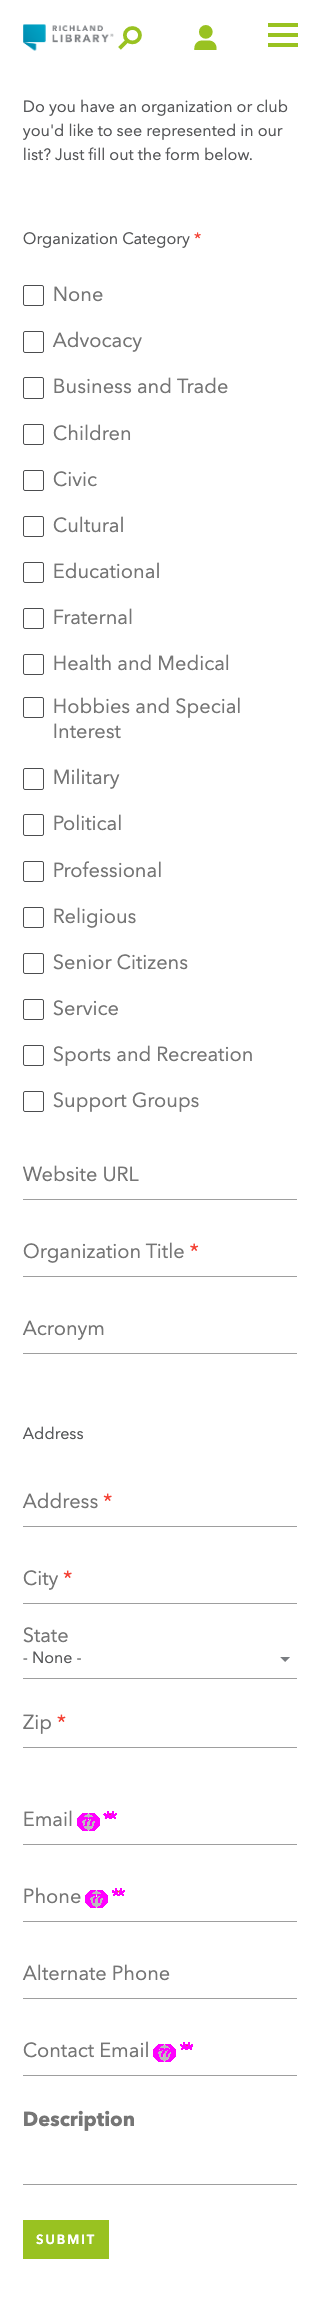 RICHLAND
LIBRARY
Do you have an organization or club
you'd like to see represented in our
list? Just fill out the form below.
Organization Category *
None
Advocacy
Business and Trade
Children
Civic
Cultural
Educational
Fraternal
Health and Medical
Hobbies and Special
Interest
Military
Political
Professional
Religious
Senior Citizens
Service
Sports and Recreation
Support Groups
Website URL
Organization Title *
Acronym
Address
Address *
City *
State
- None -
Zip *
Email
Phone
Alternate Phone
Contact Email
Description
SUBMIT